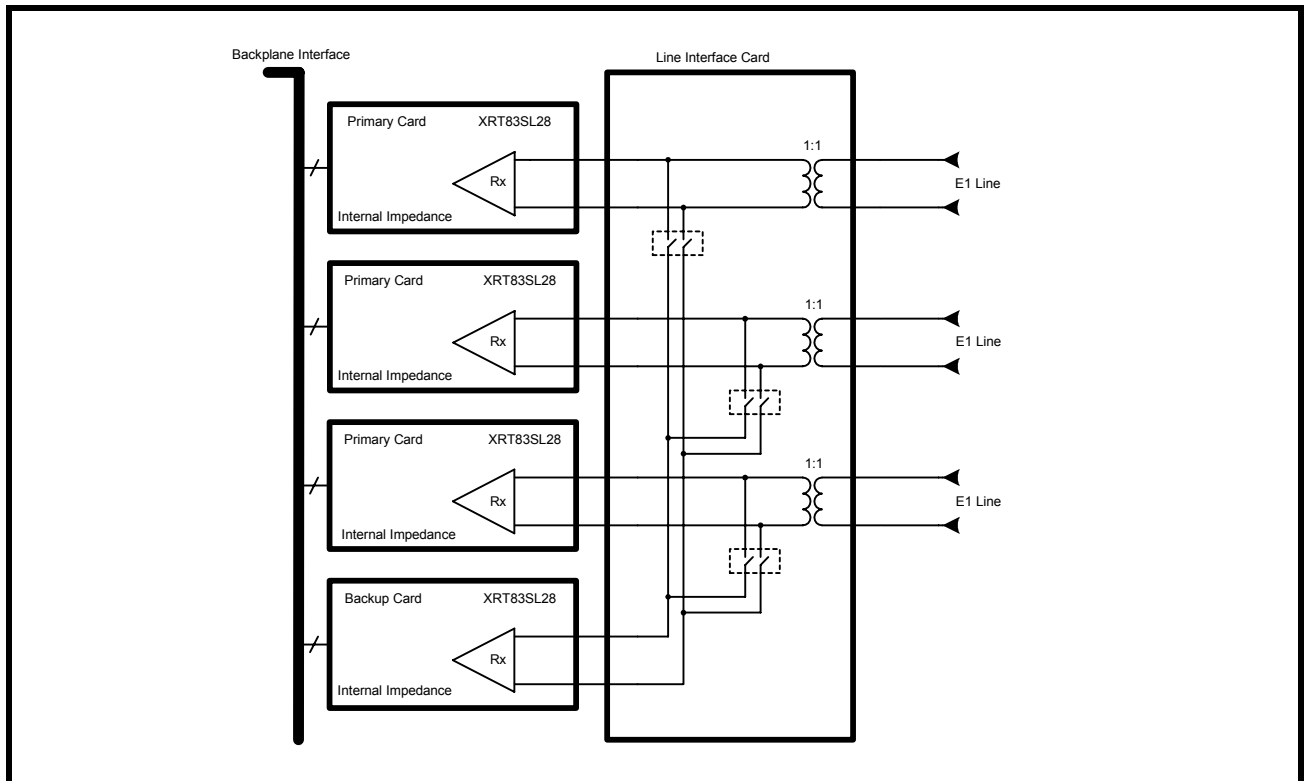 Backplane Interface
Line Interface Card
Primary Card XRT83SL28
Rx
Internal Impedance
1:1
E1 Line
Primary Card XRT83SL28
Rx
Internal Impedance
1:1
E1 Line
Primary Card XRT83SL28
Rx
Internal Impedance
1:1
E1 Line
Backup Card XRT83SL28
Rx
Internal Impedance